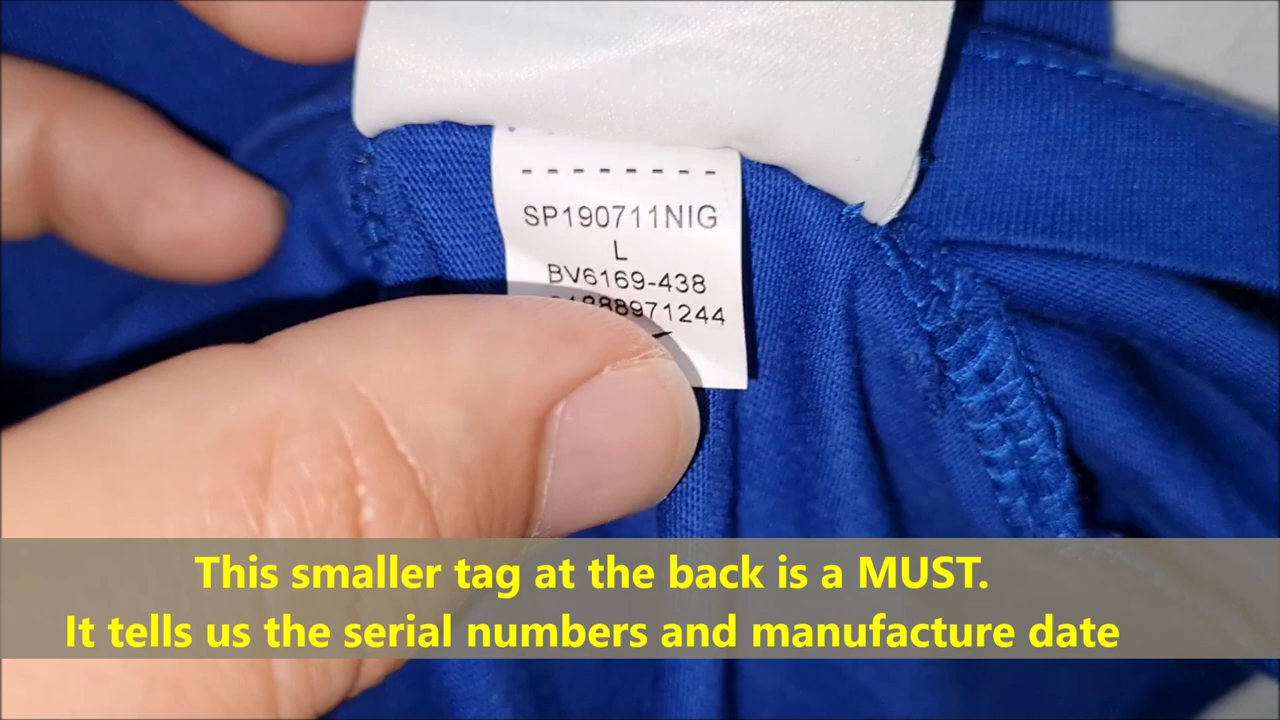 - - - - - - - -
SP190711NIG
L
BV6169-438
This smaller tag at the back is a MUST.
It tells us the serial numbers and manufacture date